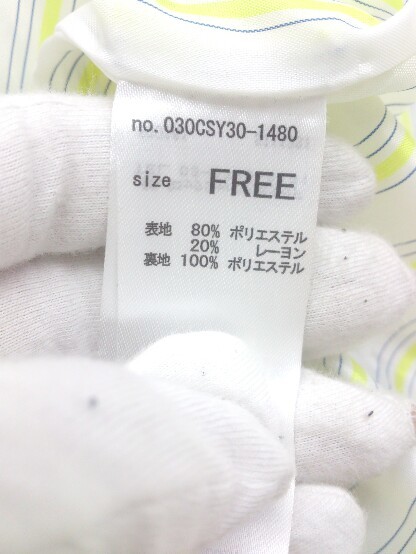 no. 030CSY30-1480
size FREE
表地 80% ポリエステル
20% レーヨン
裏地 100% ポリエステル